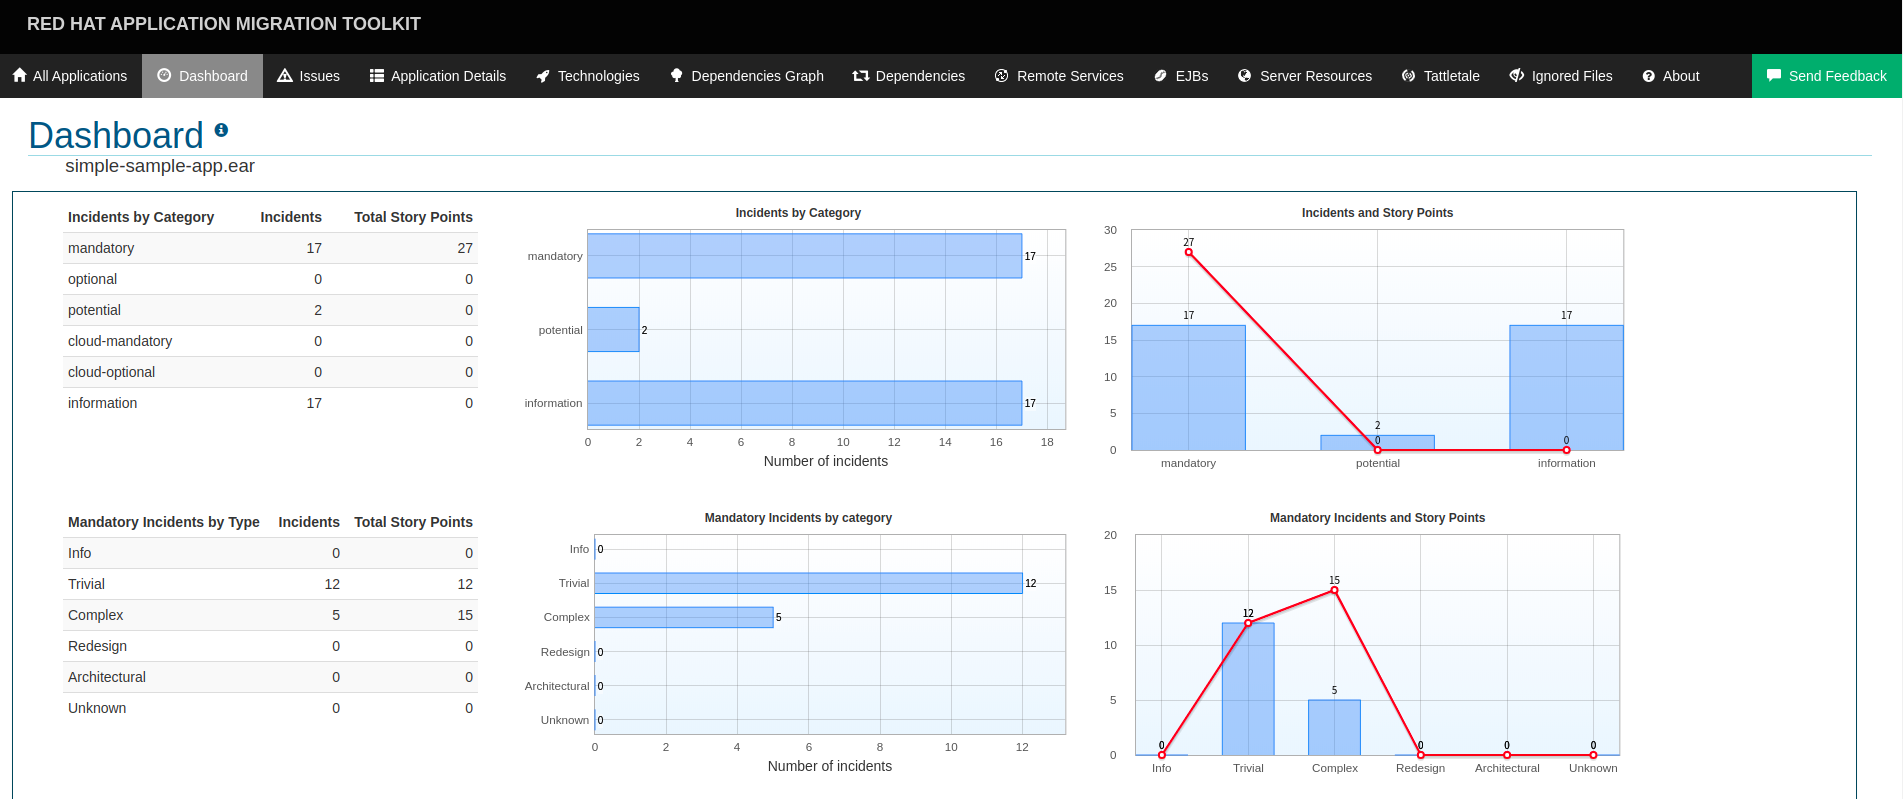 RED HAT APPLICATION MIGRATION TOOLKIT
All Applications Dashboard Issues Application Details Technologies Dependencies Graph Dependencies Remote Services EJBs Server Resources Tattletale Ignored Files About Send Feedback
Dashboard
simple-sample-app.ear
Incidents by Category Incidents Total Story Points
mandatory 17 27
optional 0 0
potential 2 0
cloud-mandatory 0 0
cloud-optional 0 0
information 17 0
Incidents by Category
mandatory 17
potential 2
information 17
0 2 4 6 8 10 12 14 16 18
Number of incidents
Incidents and Story Points
30
27
25
20
17 17
15
10
5
2
0 0
0
mandatory potential information
Mandatory Incidents by Type Incidents Total Story Points
Info 0 0
Trivial 12 12
Complex 5 15
Redesign 0 0
Architectural 0 0
Unknown 0 0
Mandatory Incidents by category
Info 0
Trivial 12
Complex 5
Redesign 0
Architectural 0
Unknown 0
0 2 4 6 8 10 12
Number of incidents
Mandatory Incidents and Story Points
20
15
15
12
10
5
5
0 0 0 0
0
Info Trivial Complex Redesign Architectural Unknown